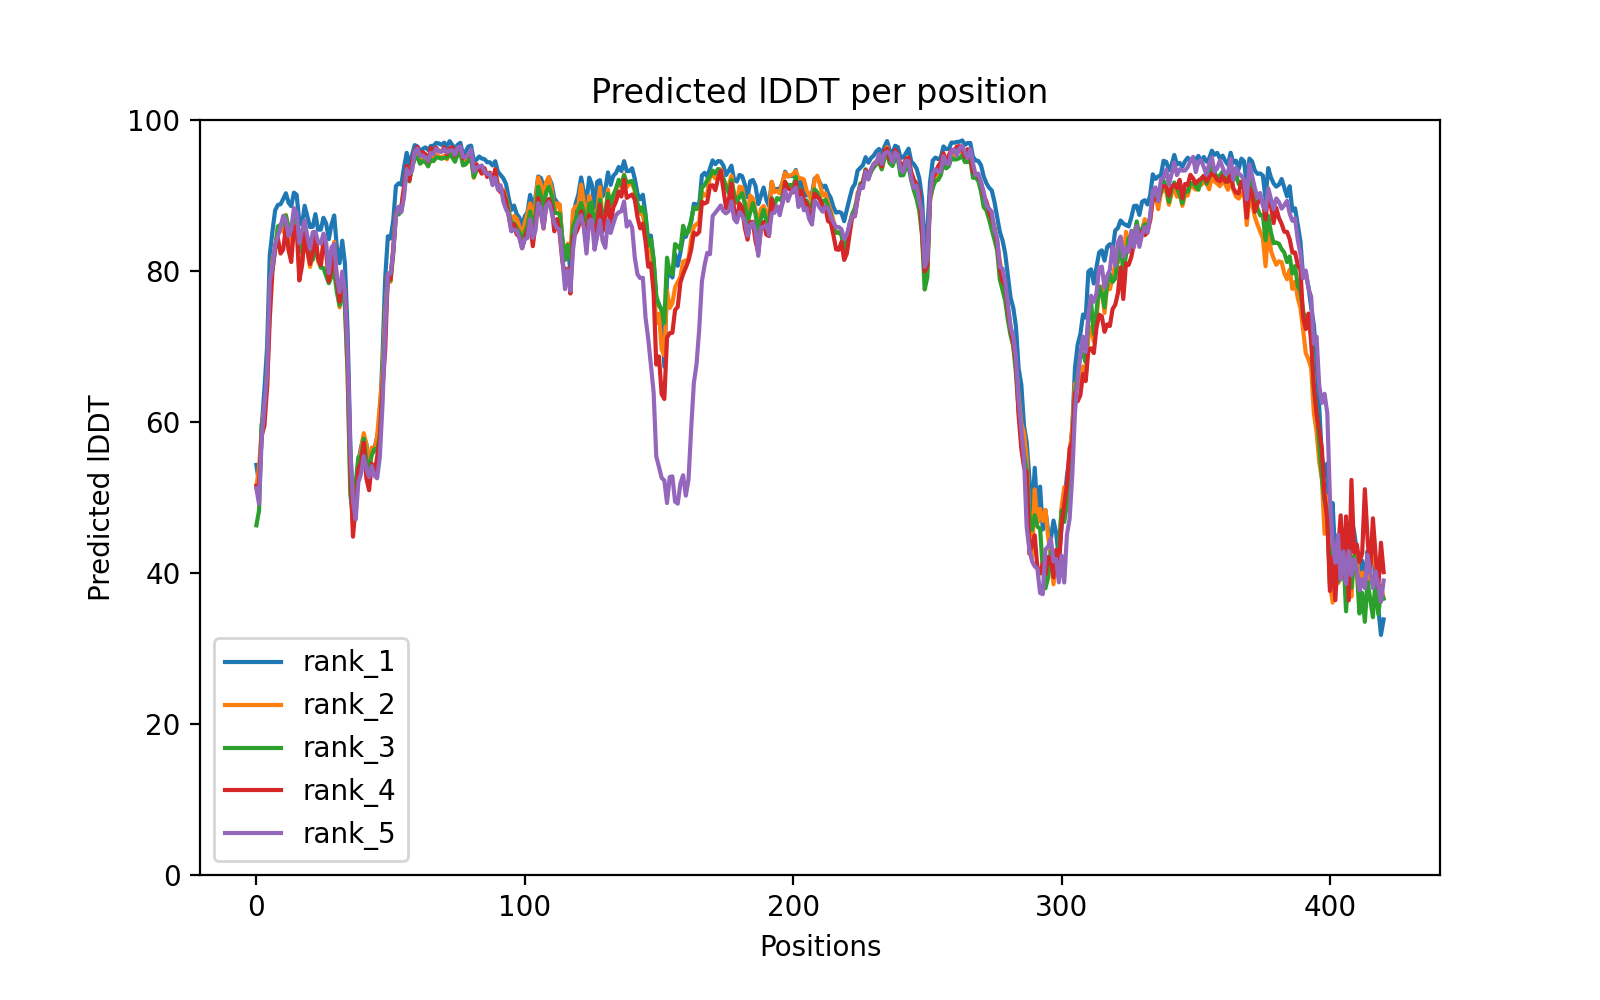 Predicted lDDT per position
100
80
60
40
20
0
Predicted lDDT
rank_1
rank_2
rank_3
rank_4
rank_5
0 100 200 300 400
Positions